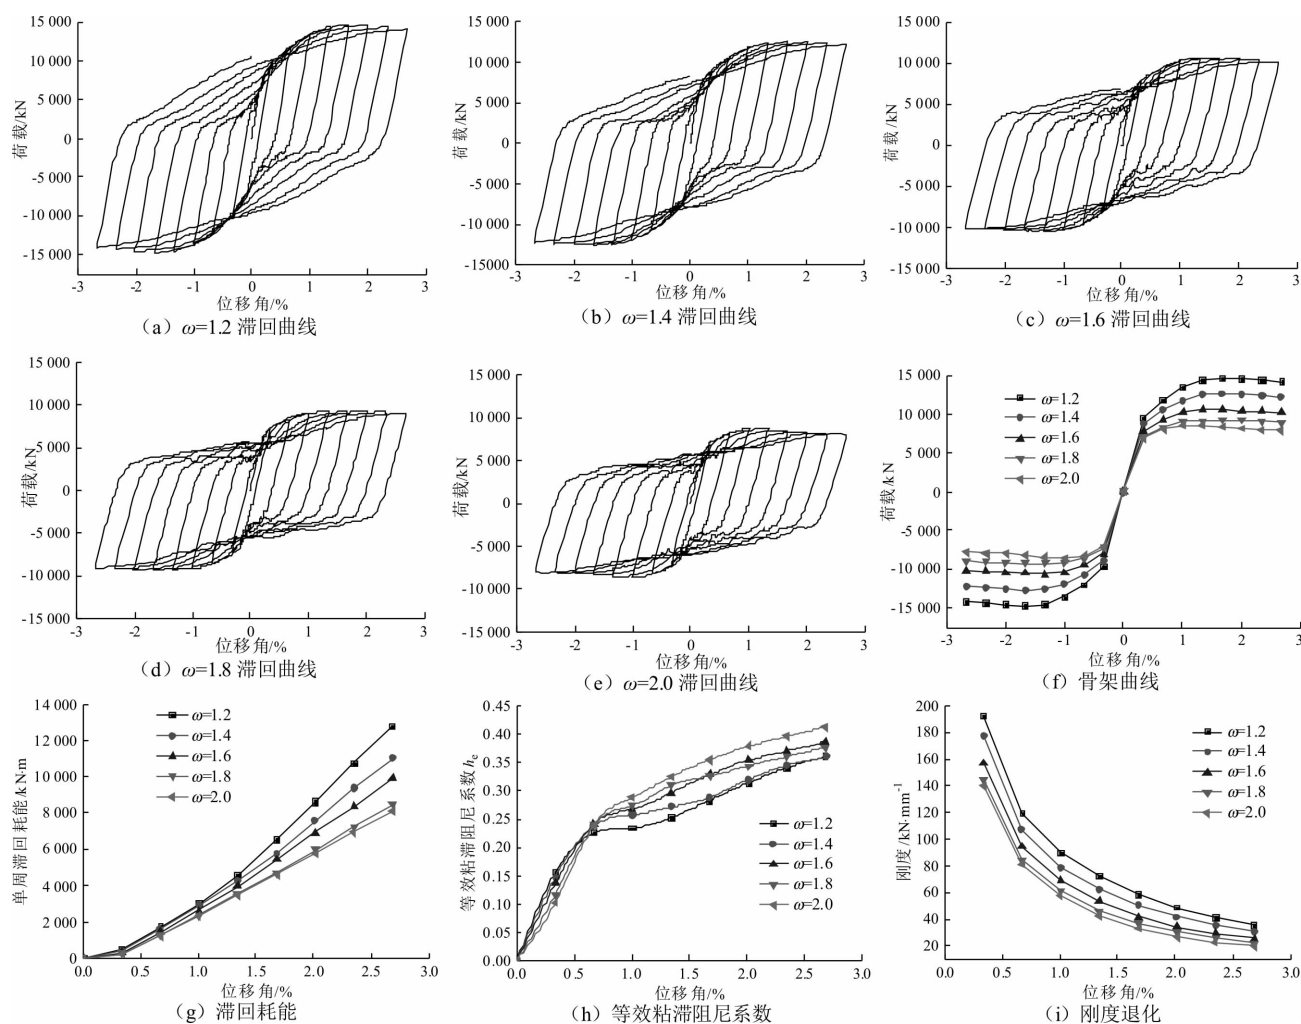 15 000
10 000
5 000
0
-5 000
-10 000
-15 000
荷载/kN
-3 -2 -1 0 1 2 3
位移角/%
(a) ω=1.2 滞回曲线
15 000
10 000
5 000
0
-5 000
-10 000
-15000
荷载/kN
-3 -2 -1 0 1 2 3
位移角/%
(b) ω=1.4 滞回曲线
15 000
10 000
5 000
0
-5 000
-10 000
-15 000
荷载/kN
-3 -2 -1 0 1 2 3
位移角/%
(c) ω=1.6 滞回曲线
15 000
10 000
5 000
0
-5 000
-10 000
-15 000
荷载/kN
-3 -2 -1 0 1 2 3
位移角/%
(d) ω=1.8 滞回曲线
15 000
10 000
5 000
0
-5 000
-10 000
-15 000
荷载/kN
-3 -2 -1 0 1 2 3
位移角/%
(e) ω=2.0 滞回曲线
15 000
10 000
5 000
0
-5 000
-10 000
-15 000
荷载/kN
ω=1.2
ω=1.4
ω=1.6
ω=1.8
ω=2.0
-3 -2 -1 0 1 2 3
位移角/%
(f) 骨架曲线
14 000
12 000
10 000
8 000
6 000
4 000
2 000
0
单周滞回耗能/kN·m
ω=1.2
ω=1.4
ω=1.6
ω=1.8
ω=2.0
0.0 0.5 1.0 1.5 2.0 2.5 3.0
位移角/%
(g) 滞回耗能
0.45
0.40
0.35
0.30
0.25
0.20
0.15
0.10
0.05
0.00
等效粘滞阻尼系数 he
ω=1.2
ω=1.4
ω=1.6
ω=1.8
ω=2.0
0.0 0.5 1.0 1.5 2.0 2.5 3.0
位移角/%
(h) 等效粘滞阻尼系数
200
180
160
140
120
100
80
60
40
20
刚度/kN·mm⁻¹
ω=1.2
ω=1.4
ω=1.6
ω=1.8
ω=2.0
0.0 0.5 1.0 1.5 2.0 2.5 3.0
位移角/%
(i) 刚度退化